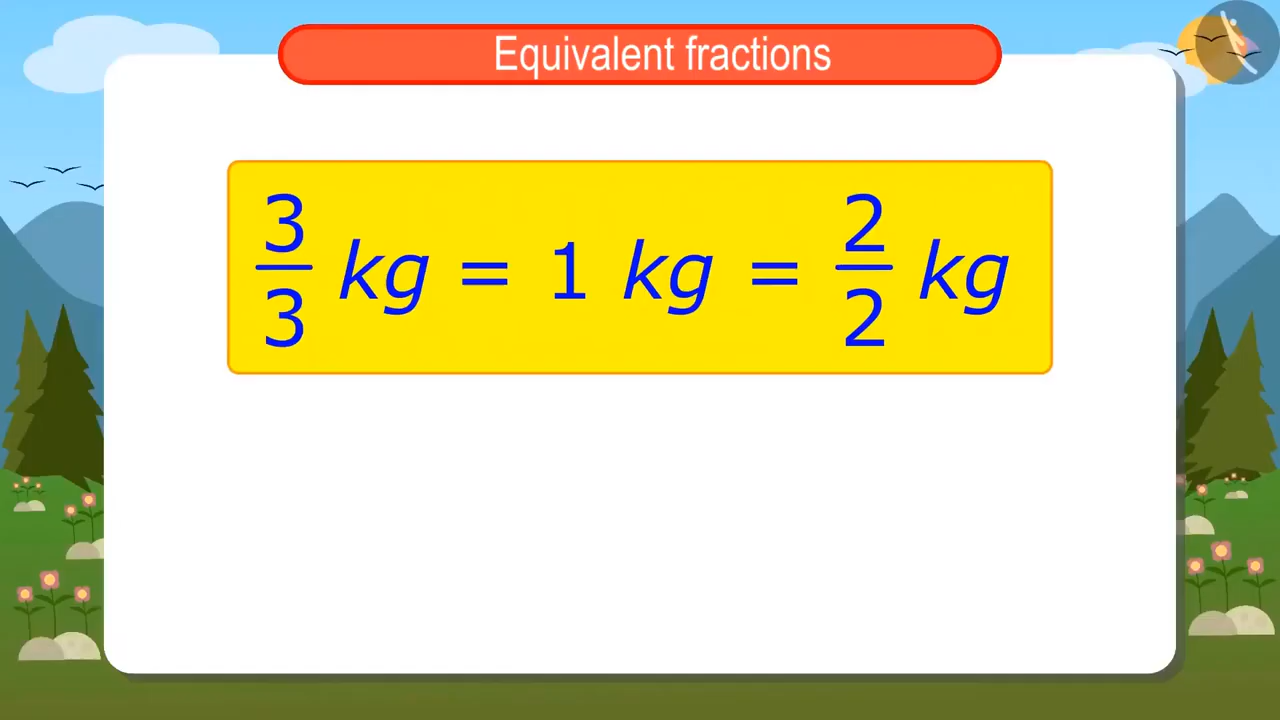 Equivalent fractions
3/3 kg = 1 kg = 2/2 kg